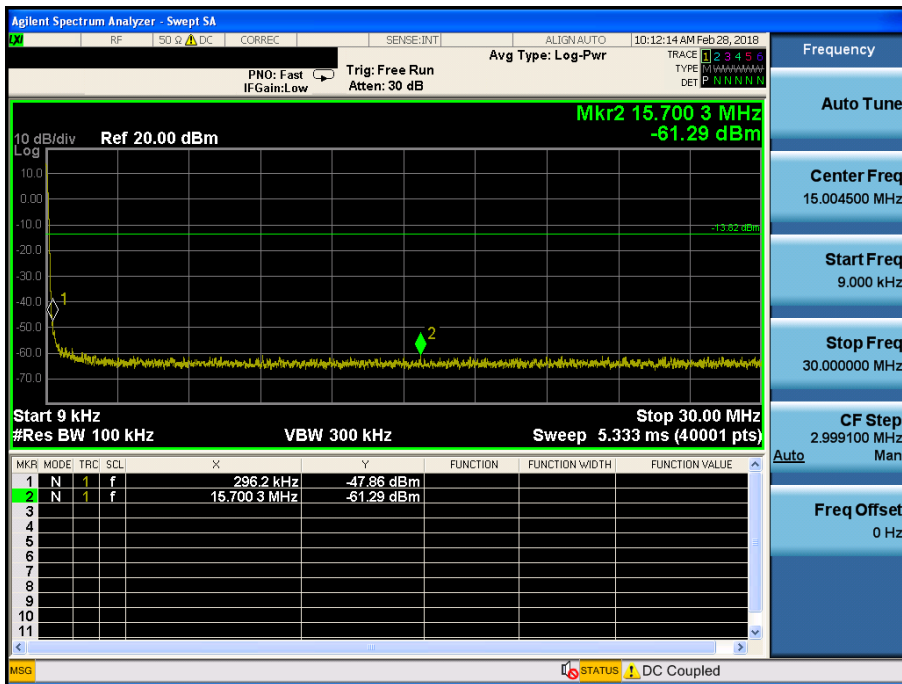 Agilent Spectrum Analyzer - Swept SA
LXI RF 50 Ω DC CORREC SENSE:INT ALIGN AUTO 10:12:14 AM Feb 28, 2018
Avg Type: Log-Pwr TRACE 1 2 3 4 5 6
PNO: Fast Trig: Free Run TYPE M W W W W W
IFGain:Low Atten: 30 dB DET P N N N N N
Mkr2 15.700 3 MHz
-61.29 dBm
10 dB/div Ref 20.00 dBm
Log
10.0
0.00
-10.0
-13.82 dBm
-20.0
-30.0
-40.0
1
-50.0
2
-60.0
-70.0
Start 9 kHz Stop 30.00 MHz
#Res BW 100 kHz VBW 300 kHz Sweep 5.333 ms (40001 pts)
MKR MODE TRC SCL X Y FUNCTION FUNCTION WIDTH FUNCTION VALUE
1 N 1 f 296.2 kHz -47.86 dBm
2 N 1 f 15.700 3 MHz -61.29 dBm
3
4
5
6
7
8
9
10
11
MSG STATUS DC Coupled
Frequency
Auto Tune
Center Freq
15.004500 MHz
Start Freq
9.000 kHz
Stop Freq
30.000000 MHz
CF Step
2.999100 MHz
Auto Man
Freq Offset
0 Hz